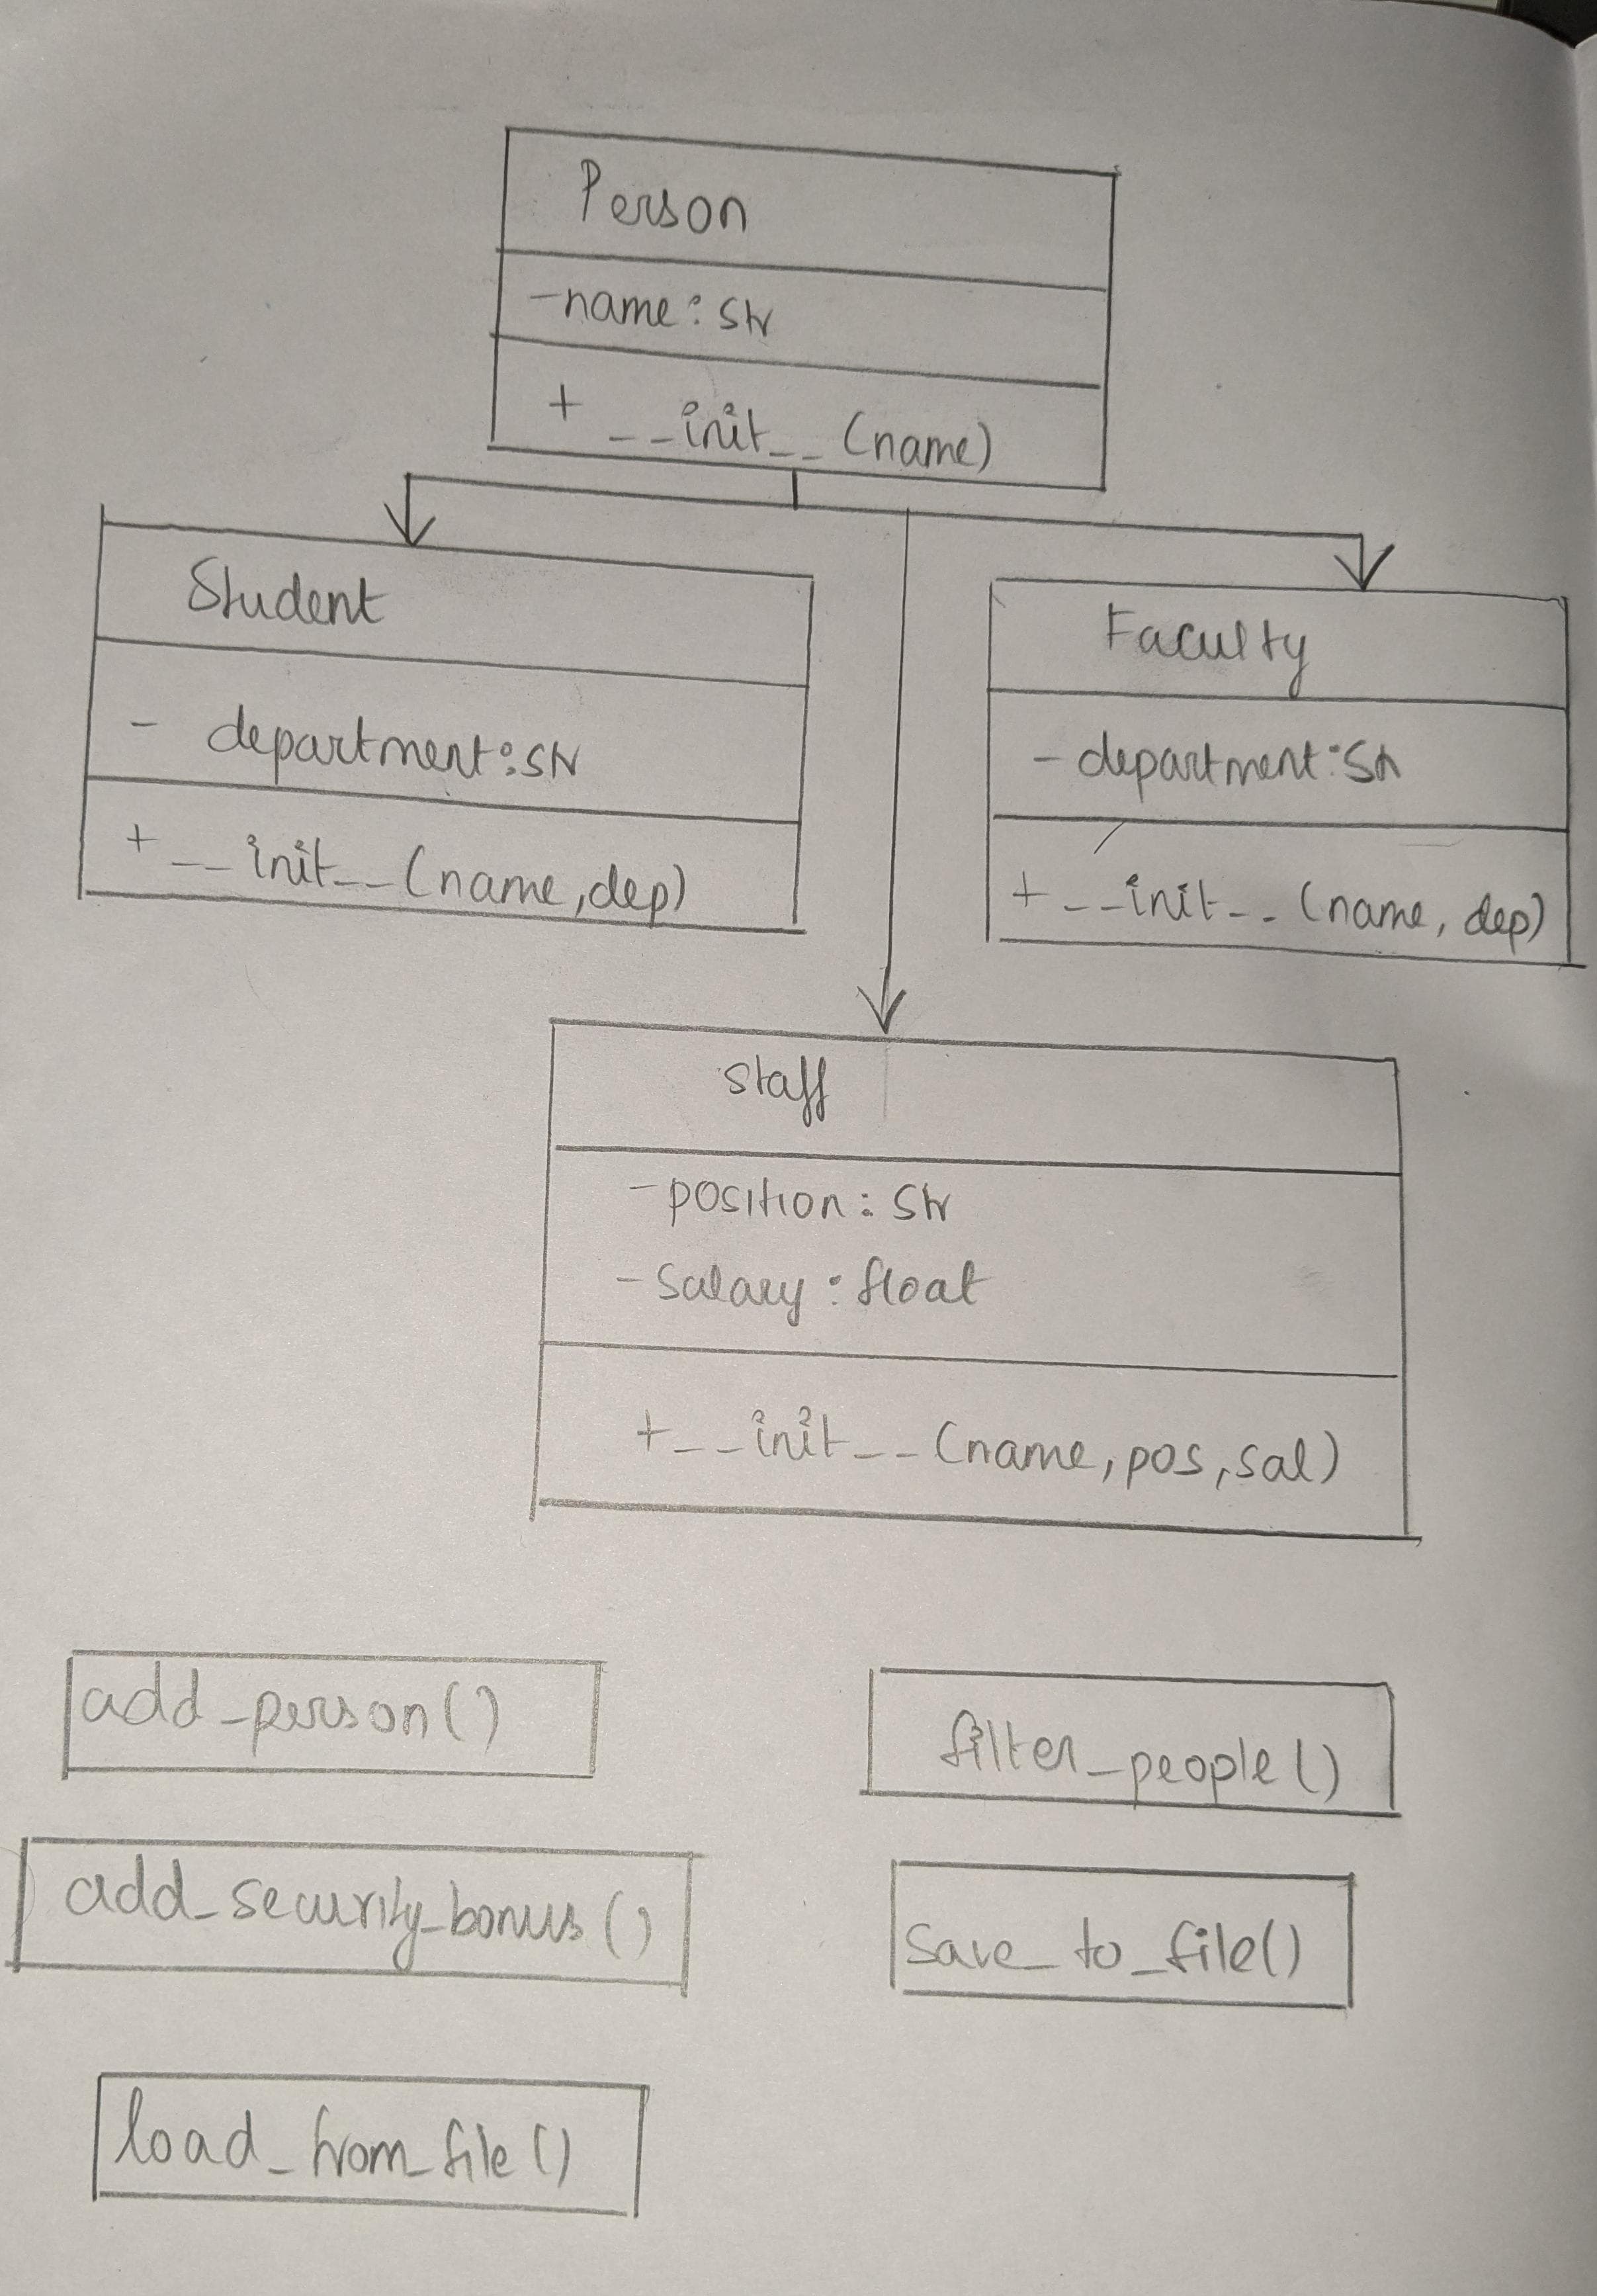 Person
-name: str
+ __init__ (name)
Student
- department: str
+ __init__ (name, dep)
Faculty
- department: str
+ __init__ (name, dep)
Staff
- position: str
- salary: float
+ __init__ (name, pos, sal)
add_person()
filter_people()
add_security_bonus()
save_to_file()
load_from_file()